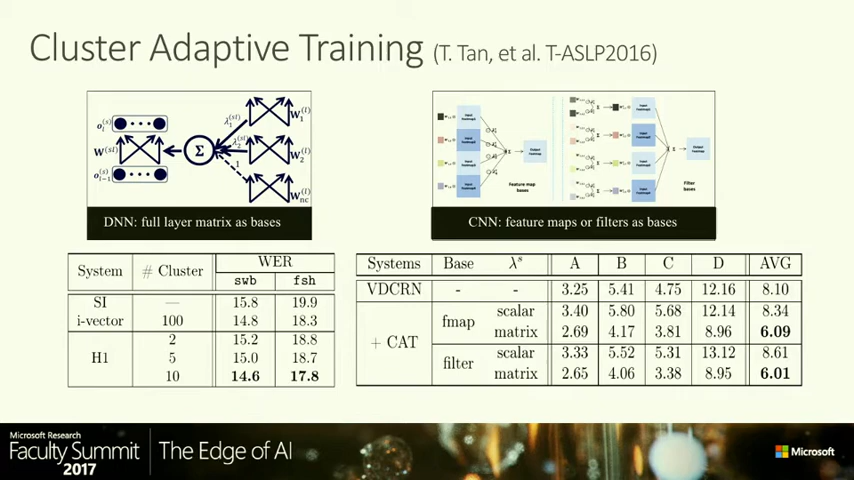 Cluster Adaptive Training (T. Tan, et al. T-ASLP2016)
DNN: full layer matrix as bases
Feature map bases
Filter bases
CNN: feature maps or filters as bases
System # Cluster WER
swb fsh
SI — 15.8 19.9
i-vector 100 14.8 18.3
H1 2 15.2 18.8
5 15.0 18.7
10 14.6 17.8
Systems Base λˢ A B C D AVG
VDCRN - - 3.25 5.41 4.75 12.16 8.10
+ CAT fmap scalar 3.40 5.80 5.68 12.14 8.34
matrix 2.69 4.17 3.81 8.96 6.09
filter scalar 3.33 5.52 5.31 13.12 8.61
matrix 2.65 4.06 3.38 8.95 6.01
Microsoft Research
Faculty Summit
2017
The Edge of AI
Microsoft